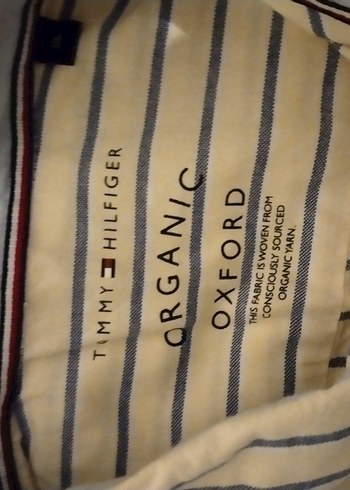 TOMMY HILFIGER
ORGANIC
OXFORD
THIS FABRIC IS WOVEN FROM
CONSCIOUSLY SOURCED
ORGANIC YARN.